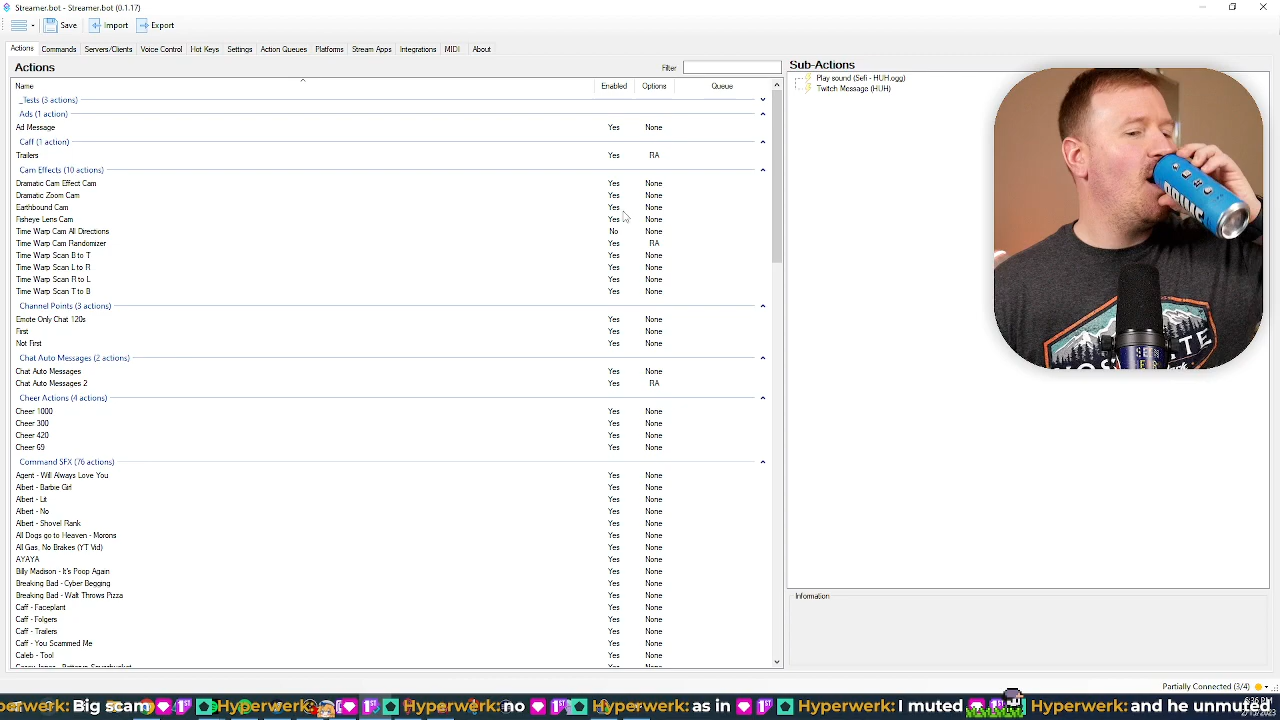 Streamer.bot - Streamer.bot (0.1.17)
Save Import Export
Actions Commands Servers/Clients Voice Control Hot Keys Settings Action Queues Platforms Stream Apps Integrations MIDI About
Actions
Filter
Name Enabled Options Queue
_Tests (3 actions)
Ads (1 action)
Ad Message Yes None
Caff (1 action)
Trailers Yes RA
Cam Effects (10 actions)
Dramatic Cam Effect Cam Yes None
Dramatic Zoom Cam Yes None
Earthbound Cam Yes None
Fisheye Lens Cam Yes None
Time Warp Cam All Directions No None
Time Warp Cam Randomizer Yes RA
Time Warp Scan B to T Yes None
Time Warp Scan L to R Yes None
Time Warp Scan R to L Yes None
Time Warp Scan T to B Yes None
Channel Points (3 actions)
Emote Only Chat 120s Yes None
First Yes None
Not First Yes None
Chat Auto Messages (2 actions)
Chat Auto Messages Yes None
Chat Auto Messages 2 Yes RA
Cheer Actions (4 actions)
Cheer 1000 Yes None
Cheer 300 Yes None
Cheer 420 Yes None
Cheer 69 Yes None
Command SFX (76 actions)
Agent - Will Always Love You Yes None
Albert - Barbie Girl Yes None
Albert - Lit Yes None
Albert - No Yes None
Albert - Shovel Rank Yes None
All Dogs go to Heaven - Morons Yes None
All Gas, No Brakes (YT Vid) Yes None
AYAYA Yes None
Billy Madison - It's Poop Again Yes None
Breaking Bad - Cyber Begging Yes None
Breaking Bad - Walt Throws Pizza Yes None
Caff - Faceplant Yes None
Caff - Folgers Yes None
Caff - Trailers Yes None
Caff - You Scammed Me Yes None
Caleb - Tool Yes None
Sub-Actions
Play sound (Sefi - HUH.ogg)
Twitch Message (HUH)
Information
Partially Connected (3/4)
perwerk: Big scam 1ST Hyperwerk: 1ST Hyperwerk: no 1ST Hyperwerk: as in 1ST Hyperwerk: I muted 1ST Hyperwerk: and he unmuted